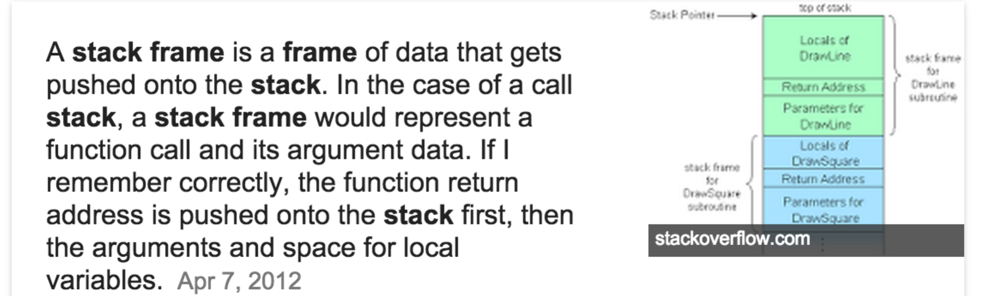 A stack frame is a frame of data that gets
pushed onto the stack. In the case of a call
stack, a stack frame would represent a
function call and its argument data. If I
remember correctly, the function return
address is pushed onto the stack first, then
the arguments and space for local
variables. Apr 7, 2012
top of stack
Stack Pointer
Locals of
DrawLine
Return Address
Parameters for
DrawLine
stack frame
for
DrawLine
subroutine
Locals of
DrawSquare
Return Address
Parameters for
DrawSquare
stack frame
for
DrawSquare
subroutine
stackoverflow.com